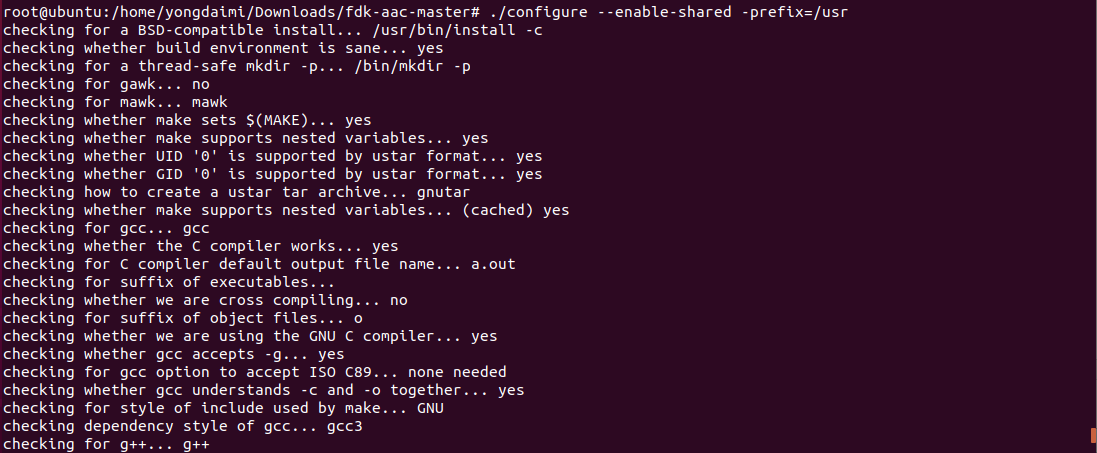 root@ubuntu:/home/yongdaimi/Downloads/fdk-aac-master# ./configure --enable-shared -prefix=/usr
checking for a BSD-compatible install... /usr/bin/install -c
checking whether build environment is sane... yes
checking for a thread-safe mkdir -p... /bin/mkdir -p
checking for gawk... no
checking for mawk... mawk
checking whether make sets $(MAKE)... yes
checking whether make supports nested variables... yes
checking whether UID '0' is supported by ustar format... yes
checking whether GID '0' is supported by ustar format... yes
checking how to create a ustar tar archive... gnutar
checking whether make supports nested variables... (cached) yes
checking for gcc... gcc
checking whether the C compiler works... yes
checking for C compiler default output file name... a.out
checking for suffix of executables...
checking whether we are cross compiling... no
checking for suffix of object files... o
checking whether we are using the GNU C compiler... yes
checking whether gcc accepts -g... yes
checking for gcc option to accept ISO C89... none needed
checking whether gcc understands -c and -o together... yes
checking for style of include used by make... GNU
checking dependency style of gcc... gcc3
checking for g++... g++